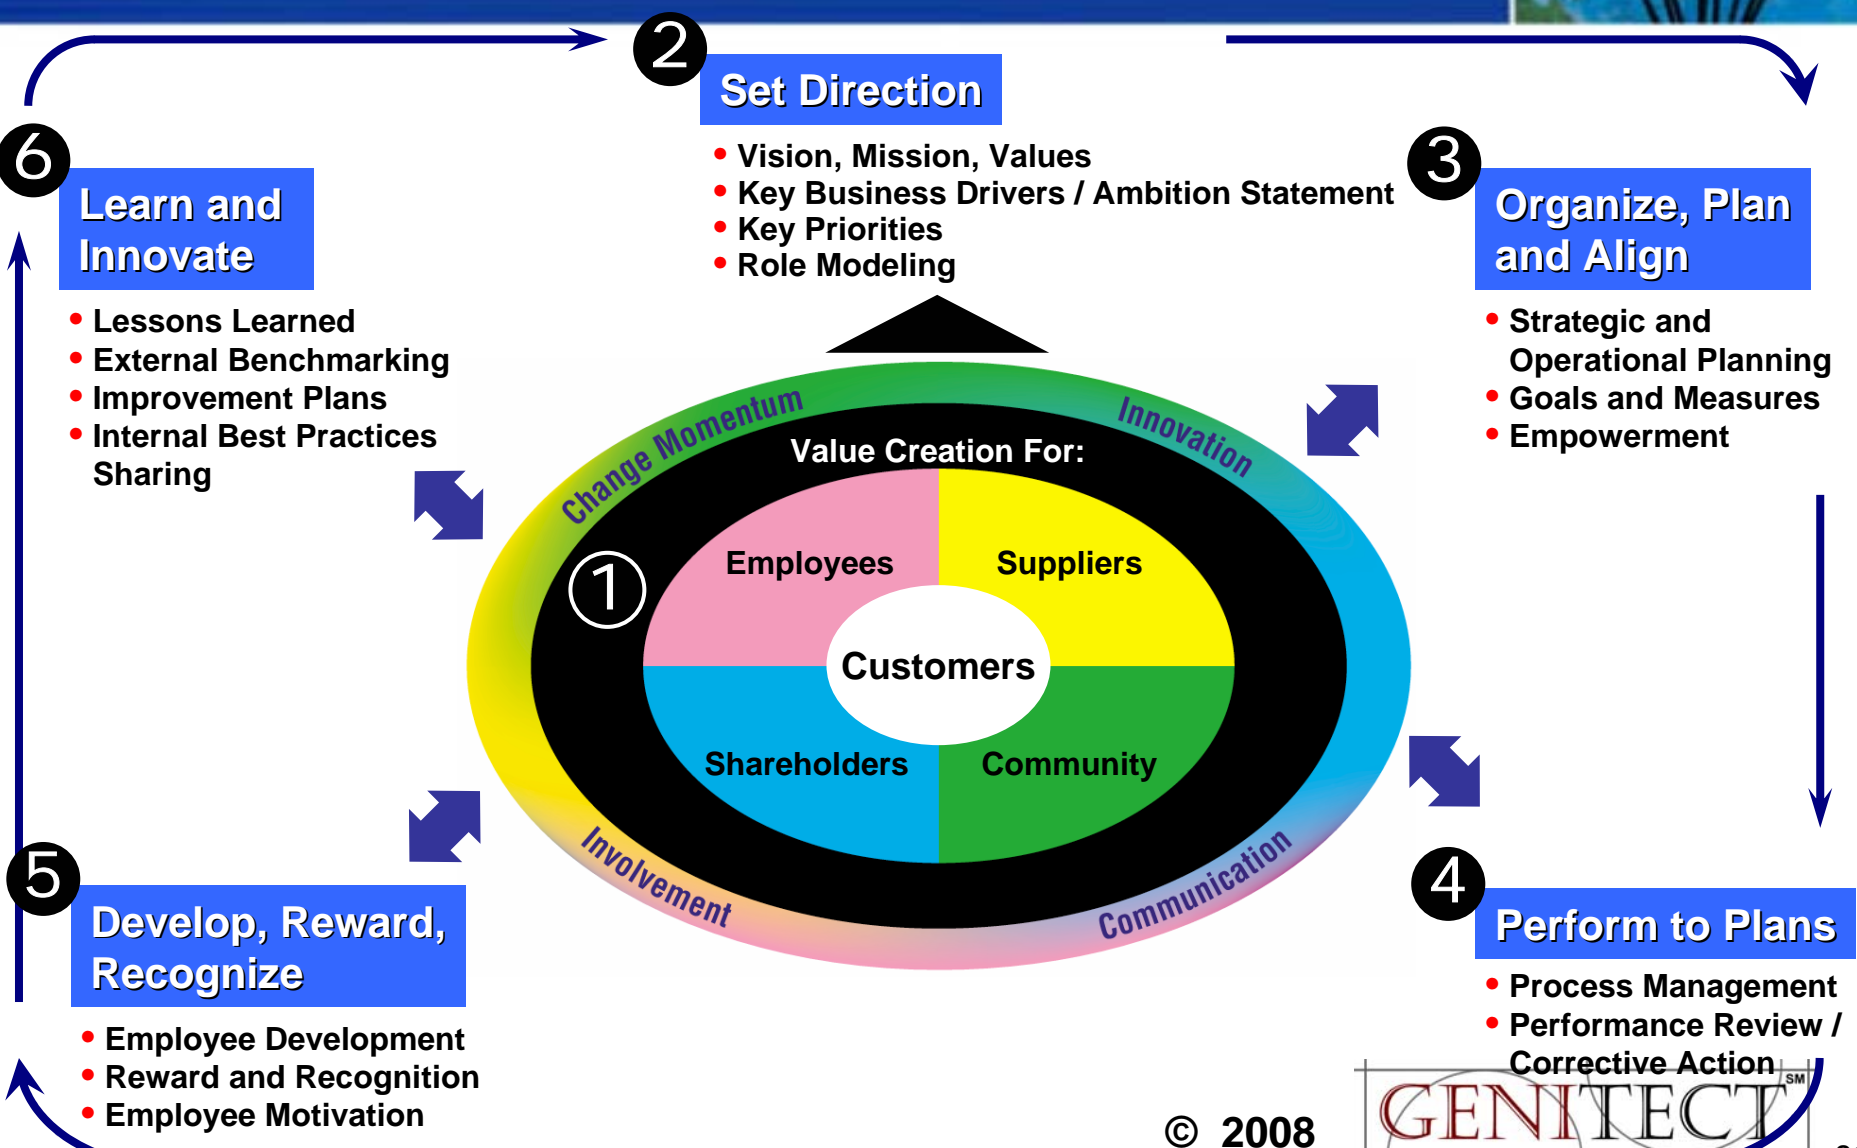 2
Set Direction
• Vision, Mission, Values
• Key Business Drivers / Ambition Statement
• Key Priorities
• Role Modeling
3
Organize, Plan
and Align
• Strategic and
Operational Planning
• Goals and Measures
• Empowerment
6
Learn and
Innovate
• Lessons Learned
• External Benchmarking
• Improvement Plans
• Internal Best Practices
Sharing
Change Momentum
Innovation
Value Creation For:
1
Employees
Suppliers
Customers
Shareholders
Community
Involvement
Communication
5
Develop, Reward,
Recognize
• Employee Development
• Reward and Recognition
• Employee Motivation
4
Perform to Plans
• Process Management
• Performance Review /
Corrective Action
© 2008
GENITECT SM